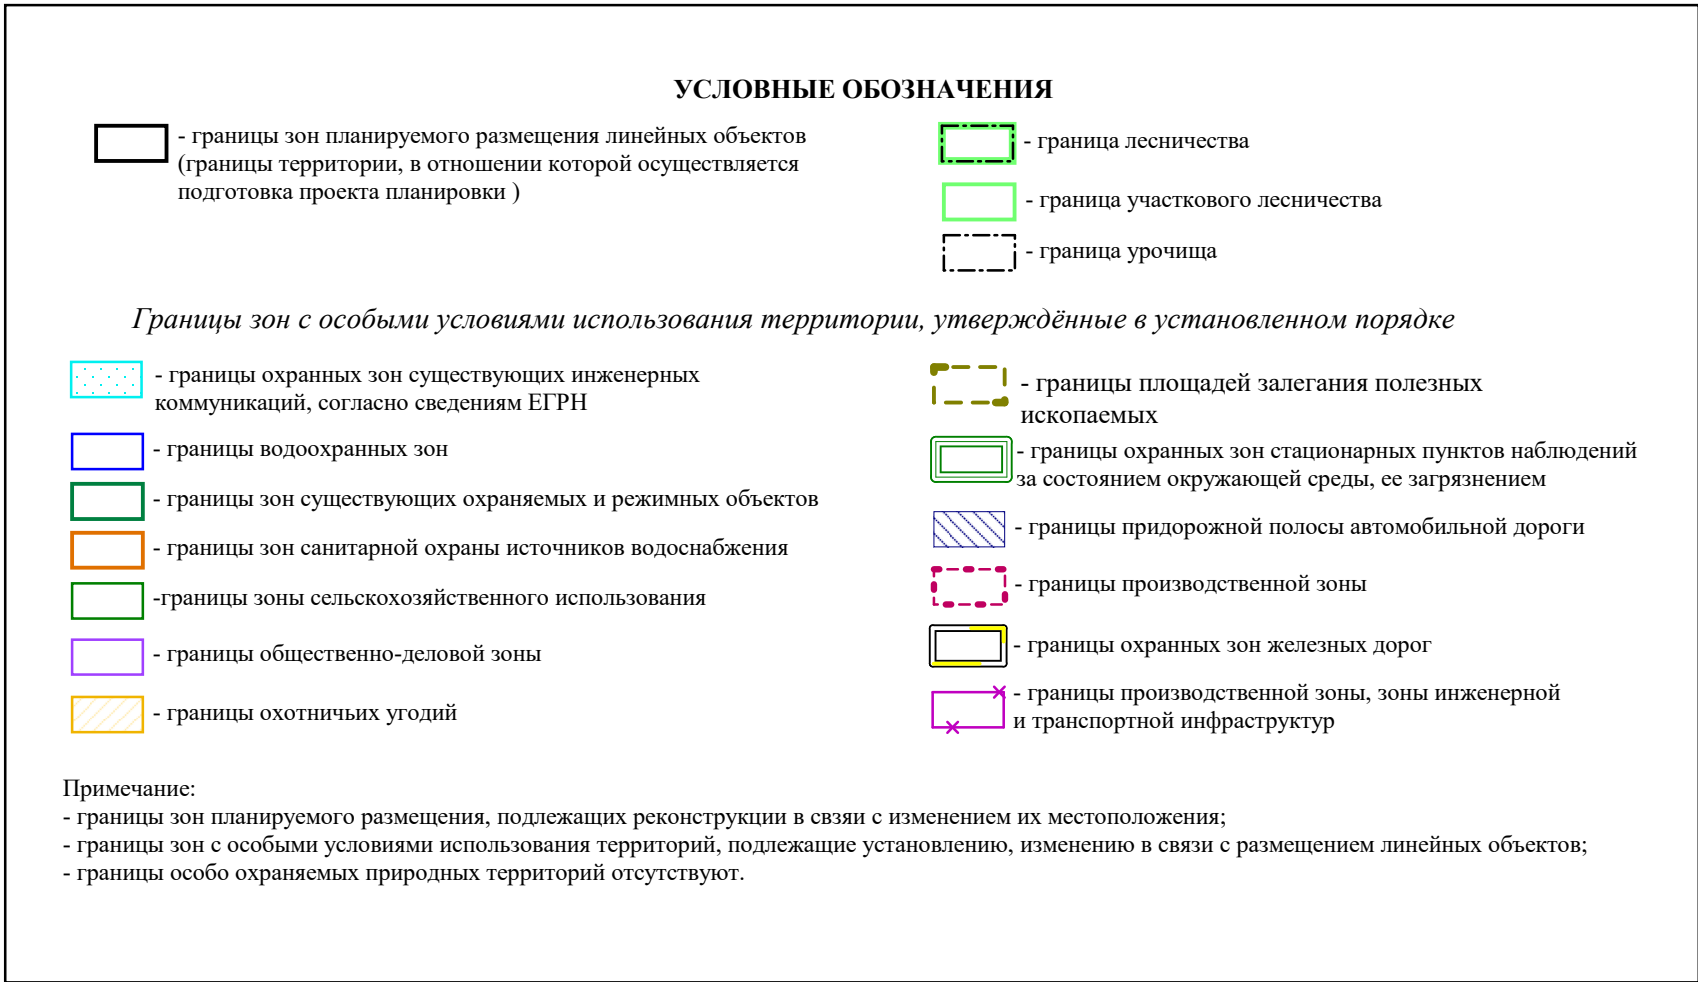 УСЛОВНЫЕ ОБОЗНАЧЕНИЯ
- границы зон планируемого размещения линейных объектов
(границы территории, в отношении которой осуществляется
подготовка проекта планировки )
- граница лесничества
- граница участкового лесничества
- граница урочища
Границы зон с особыми условиями использования территории, утверждённые в установленном порядке
- границы охранных зон существующих инженерных
коммуникаций, согласно сведениям ЕГРН
- границы водоохранных зон
- границы зон существующих охраняемых и режимных объектов
- границы зон санитарной охраны источников водоснабжения
-границы зоны сельскохозяйственного использования
- границы общественно-деловой зоны
- границы охотничьих угодий
- границы площадей залегания полезных
ископаемых
- границы охранных зон стационарных пунктов наблюдений
за состоянием окружающей среды, ее загрязнением
- границы придорожной полосы автомобильной дороги
- границы производственной зоны
- границы охранных зон железных дорог
- границы производственной зоны, зоны инженерной
и транспортной инфраструктур
Примечание:
- границы зон планируемого размещения, подлежащих реконструкции в свзяи с изменением их местоположения;
- границы зон с особыми условиями использования территорий, подлежащие установлению, изменению в связи с размещением линейных объектов;
- границы особо охраняемых природных территорий отсутствуют.